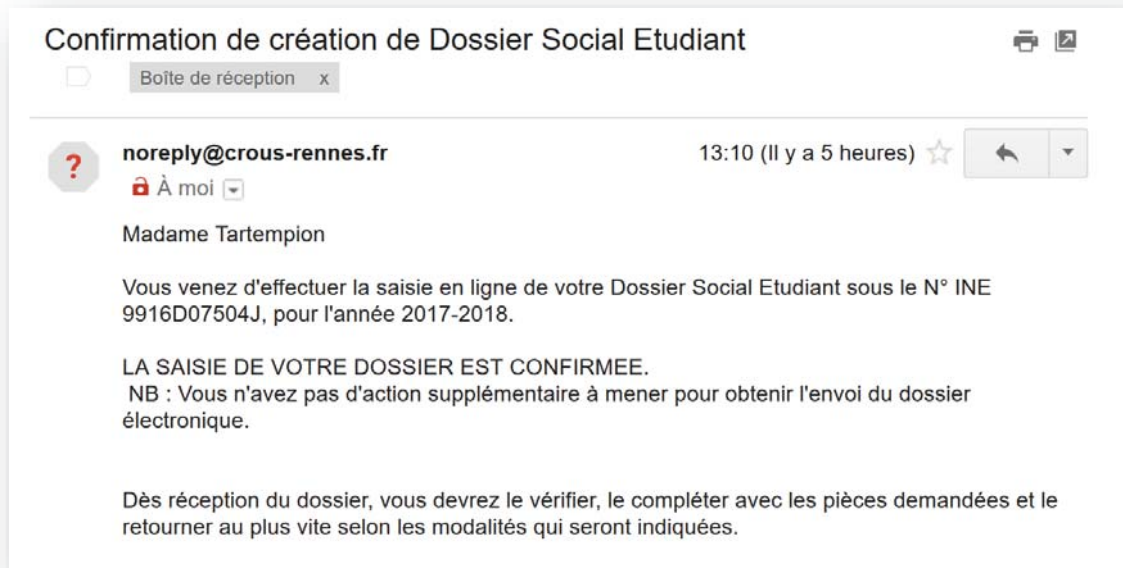 Confirmation de création de Dossier Social Etudiant
Boîte de réception x
?
noreply@crous-rennes.fr 13:10 (Il y a 5 heures)
À moi
Madame Tartempion
Vous venez d'effectuer la saisie en ligne de votre Dossier Social Etudiant sous le N° INE
9916D07504J, pour l'année 2017-2018.
LA SAISIE DE VOTRE DOSSIER EST CONFIRMEE.
NB : Vous n'avez pas d'action supplémentaire à mener pour obtenir l'envoi du dossier
électronique.
Dès réception du dossier, vous devrez le vérifier, le compléter avec les pièces demandées et le
retourner au plus vite selon les modalités qui seront indiquées.